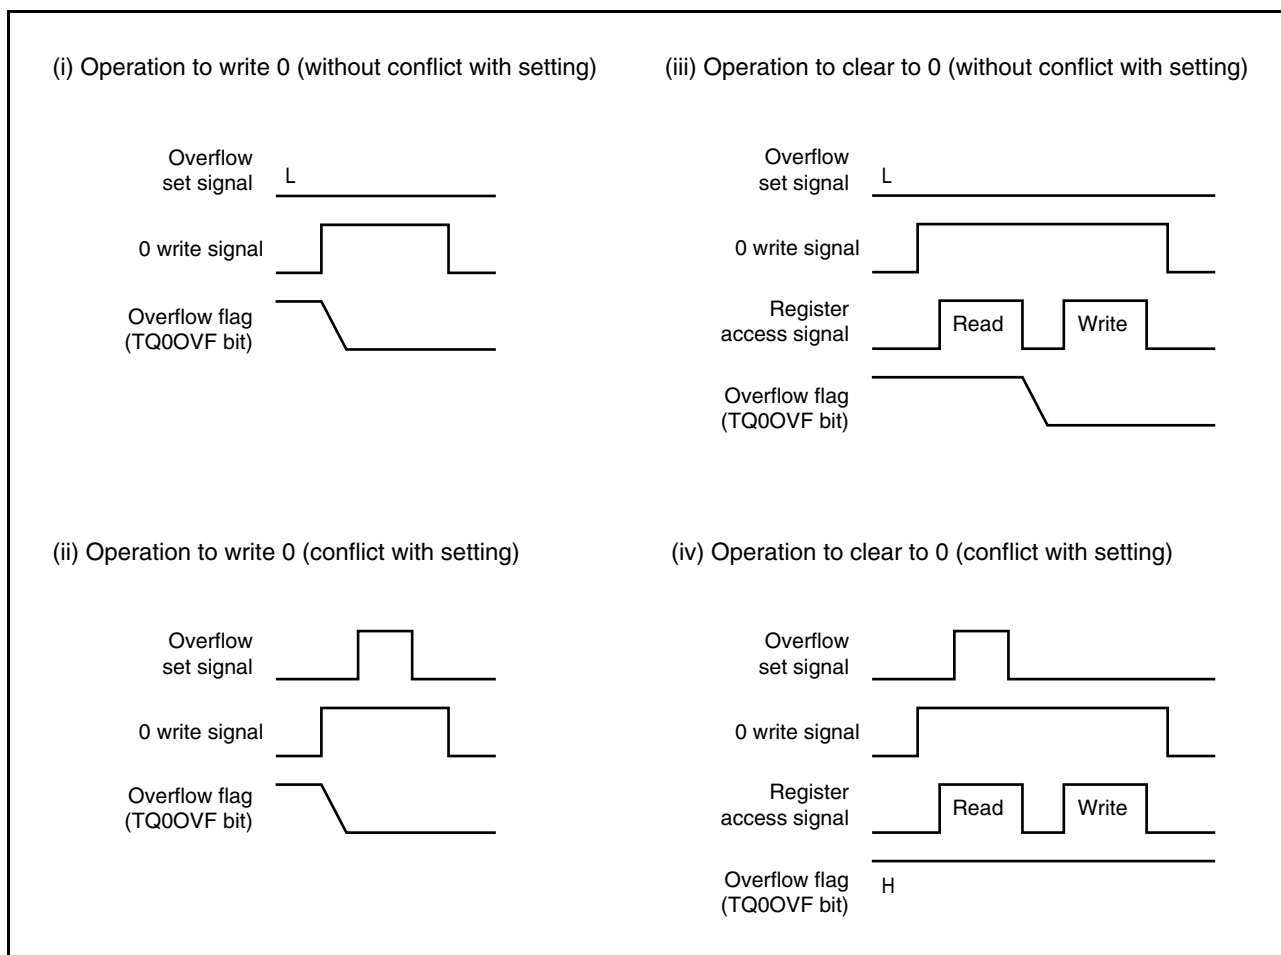 (i) Operation to write 0 (without conflict with setting)
Overflow
set signal
L
0 write signal
Overflow flag
(TQ0OVF bit)
(iii) Operation to clear to 0 (without conflict with setting)
Overflow
set signal
L
0 write signal
Register
access signal
Read
Write
Overflow flag
(TQ0OVF bit)
(ii) Operation to write 0 (conflict with setting)
Overflow
set signal
0 write signal
Overflow flag
(TQ0OVF bit)
(iv) Operation to clear to 0 (conflict with setting)
Overflow
set signal
0 write signal
Register
access signal
Read
Write
Overflow flag
(TQ0OVF bit)
H